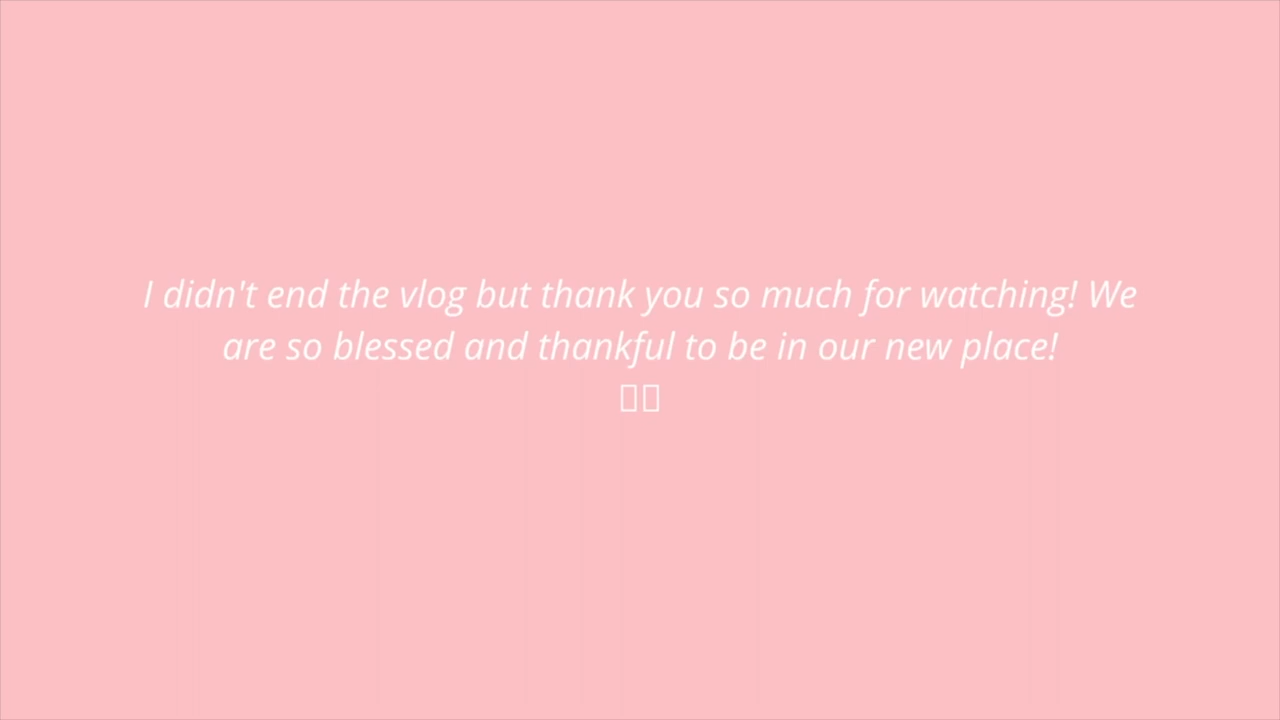 I didn't end the vlog but thank you so much for watching! We
are so blessed and thankful to be in our new place!